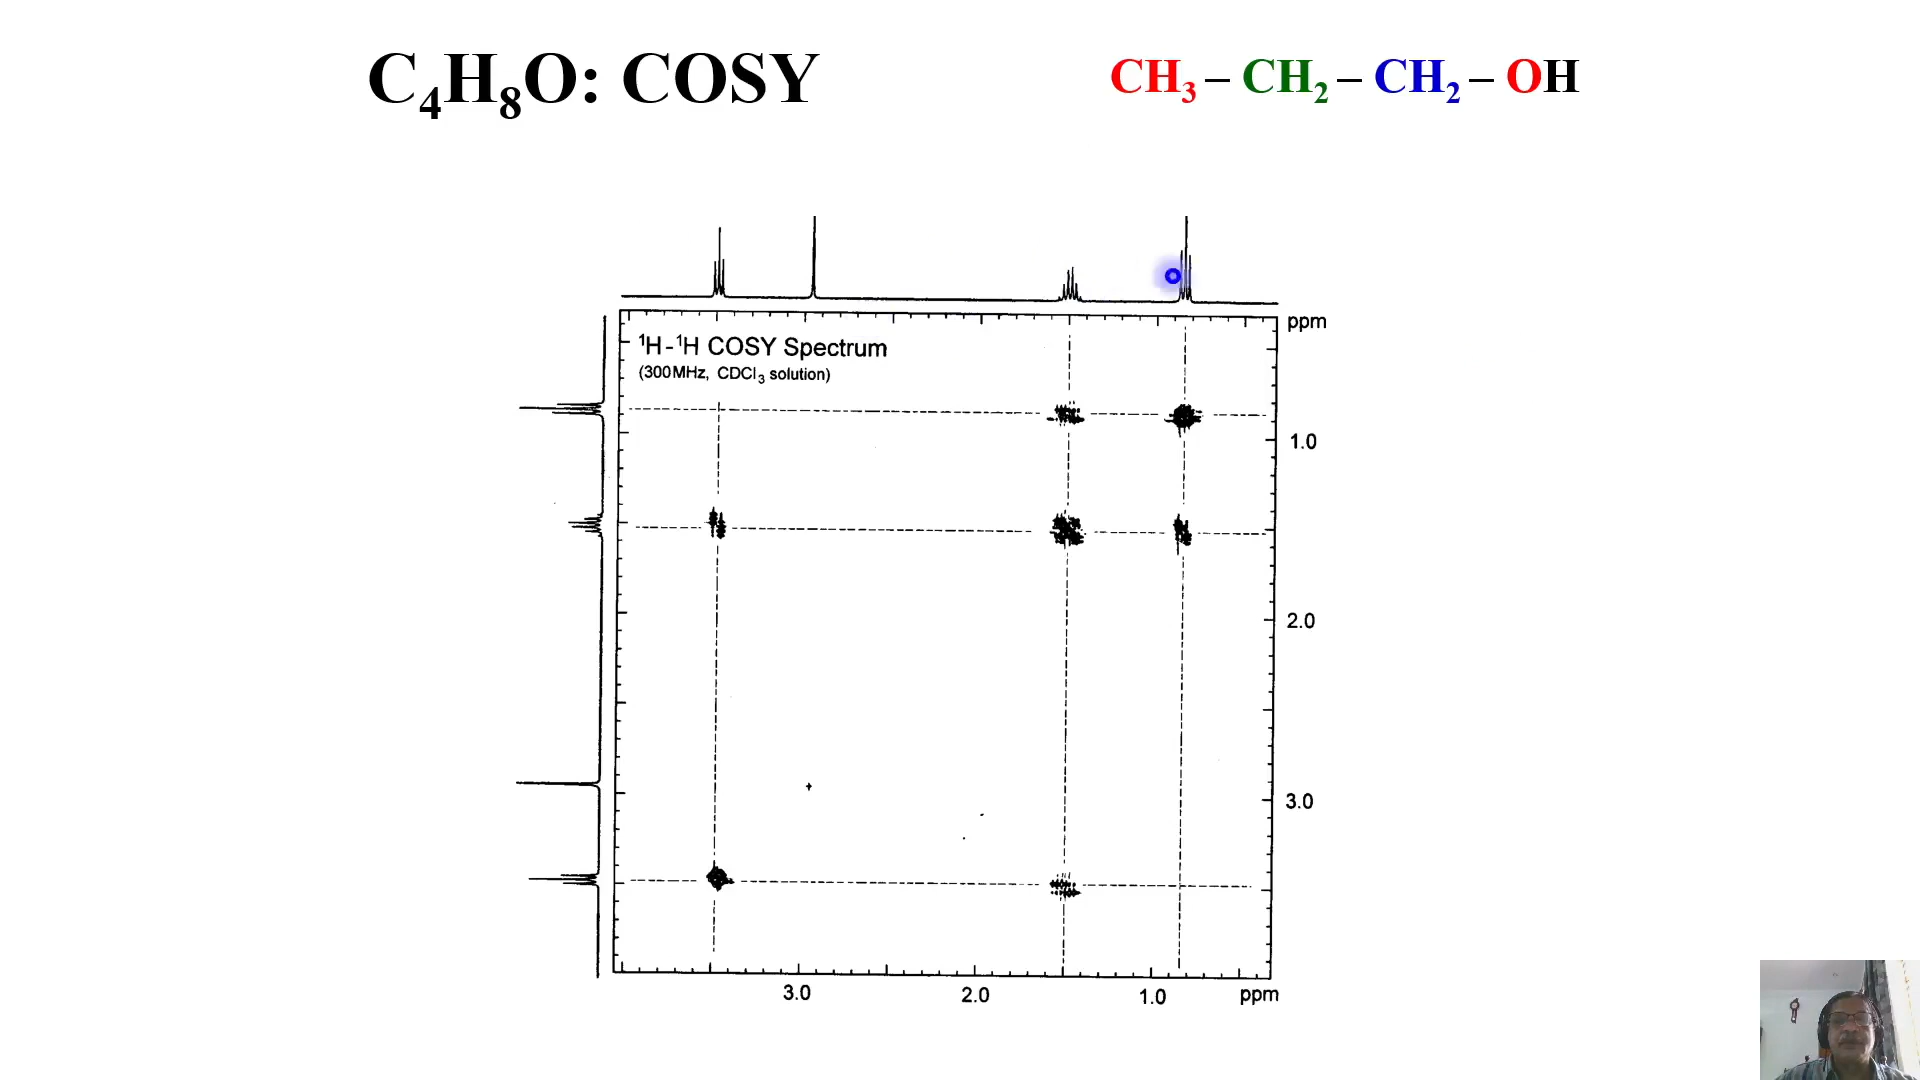 C₄H₈O: COSY
CH₃ – CH₂ – CH₂ – OH
ppm
¹H-¹H COSY Spectrum
(300MHz, CDCl₃ solution)
1.0
2.0
3.0
3.0 2.0 1.0 ppm